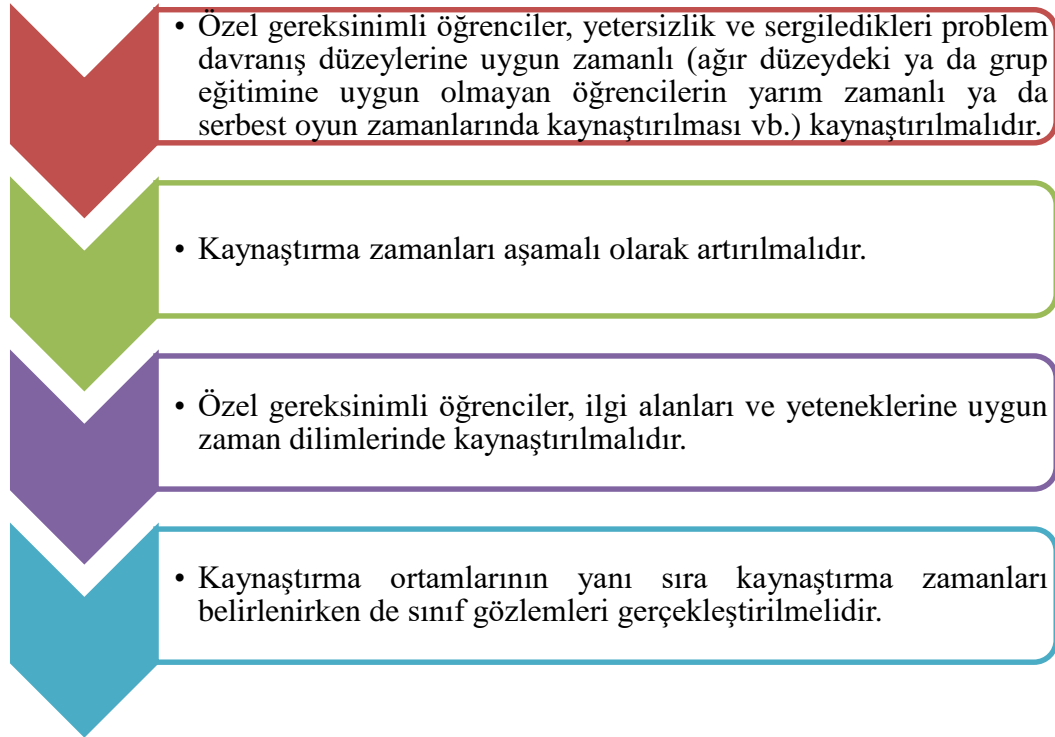 • Özel gereksinimli öğrenciler, yetersizlik ve sergiledikleri problem
davranış düzeylerine uygun zamanlı (ağır düzeydeki ya da grup
eğitimine uygun olmayan öğrencilerin yarım zamanlı ya da
serbest oyun zamanlarında kaynaştırılması vb.) kaynaştırılmalıdır.
• Kaynaştırma zamanları aşamalı olarak artırılmalıdır.
• Özel gereksinimli öğrenciler, ilgi alanları ve yeteneklerine uygun
zaman dilimlerinde kaynaştırılmalıdır.
• Kaynaştırma ortamlarının yanı sıra kaynaştırma zamanları
belirlenirken de sınıf gözlemleri gerçekleştirilmelidir.